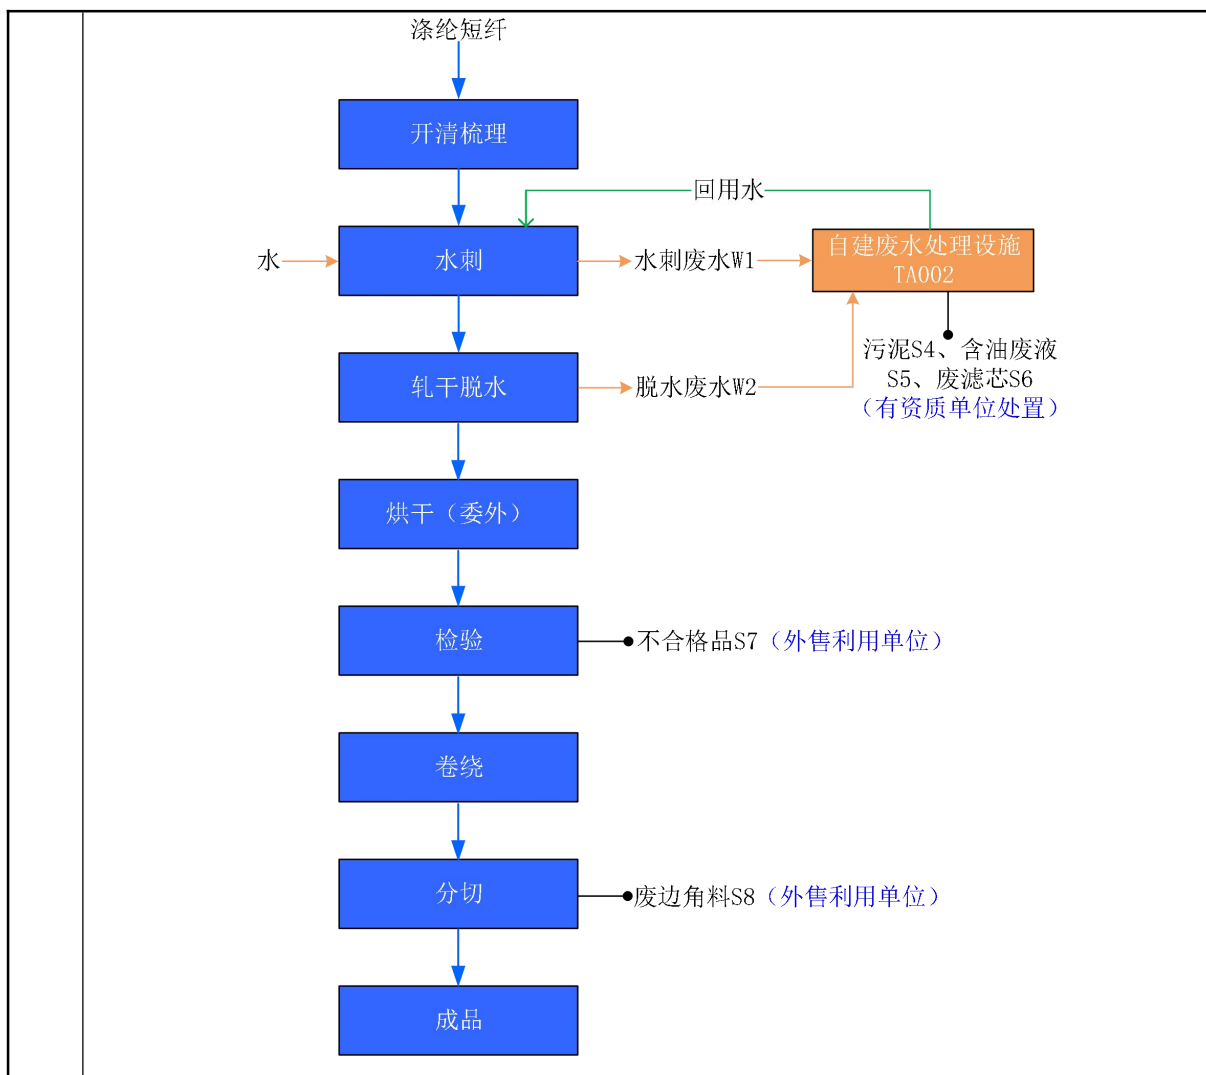 涤纶短纤
开清梳理
回用水
水
水刺
水刺废水W1
自建废水处理设施
TA002
污泥S4、含油废液
S5、废滤芯S6
（有资质单位处置）
轧干脱水
脱水废水W2
烘干（委外）
检验
不合格品S7（外售利用单位）
卷绕
分切
废边角料S8（外售利用单位）
成品